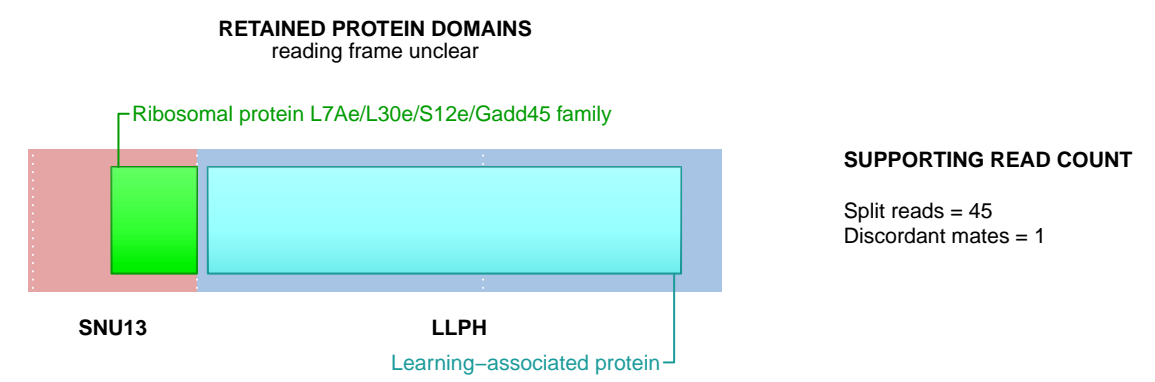 RETAINED PROTEIN DOMAINS
reading frame unclear
Ribosomal protein L7Ae/L30e/S12e/Gadd45 family
SNU13
LLPH
Learning−associated protein
SUPPORTING READ COUNT
Split reads = 45
Discordant mates = 1